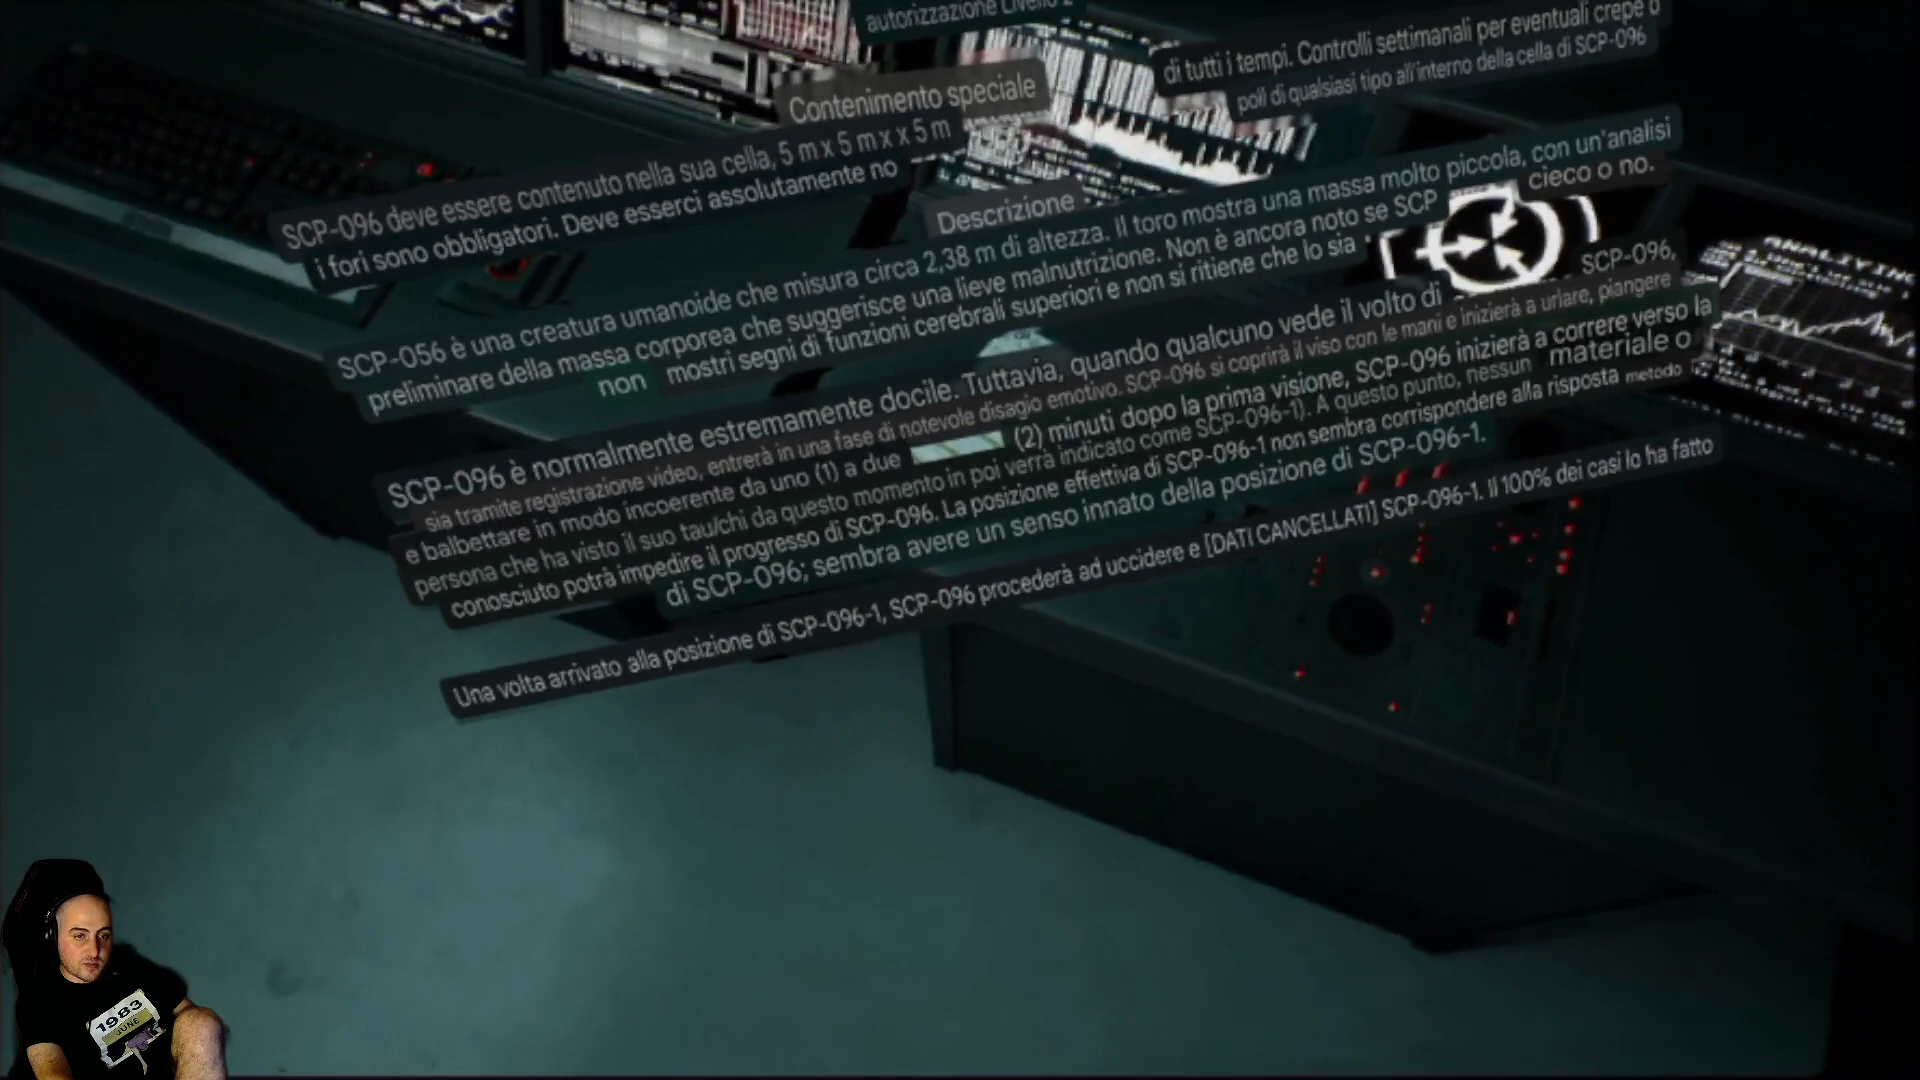 autorizzazione Livello 2
di tutti i tempi. Controlli settimanali per eventuali crepe o
poll di qualsiasi tipo all'interno della cella di SCP-096
Contenimento speciale
SCP-096 deve essere contenuto nella sua cella, 5 m x 5 m x x 5 m
i fori sono obbligatori. Deve esserci assolutamente no
Descrizione
SCP-056 è una creatura umanoide che misura circa 2,38 m di altezza. Il toro mostra una massa molto piccola, con un'analisi
preliminare della massa corporea che suggerisce una lieve malnutrizione. Non è ancora noto se SCP
non mostri segni di funzioni cerebrali superiori e non si ritiene che lo sia cieco o no.
SCP-096 è normalmente estremamente docile. Tuttavia, quando qualcuno vede il volto di SCP-096,
sia tramite registrazione video, entrerà in una fase di notevole disagio emotivo. SCP-096 si coprirà il viso con le mani e inizierà a urlare, piangere
e balbettare in modo incoerente da uno (1) a due (2) minuti dopo la prima visione, SCP-096 inizierà a correre verso la
persona che ha visto il suo tau/chi da questo momento in poi verrà indicato come SCP-096-1). A questo punto, nessun materiale o
conosciuto potrà impedire il progresso di SCP-096. La posizione effettiva di SCP-096-1 non sembra corrispondere alla risposta metodo
di SCP-096; sembra avere un senso innato della posizione di SCP-096-1.
Una volta arrivato alla posizione di SCP-096-1, SCP-096 procederà ad uccidere e [DATI CANCELLATI] SCP-096-1. Il 100% dei casi lo ha fatto
1983
JUNE